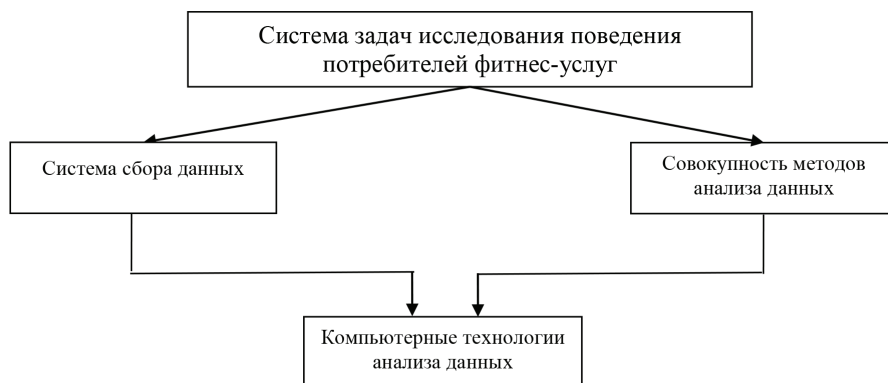 Система задач исследования поведения
потребителей фитнес-услуг
Система сбора данных
Совокупность методов
анализа данных
Компьютерные технологии
анализа данных